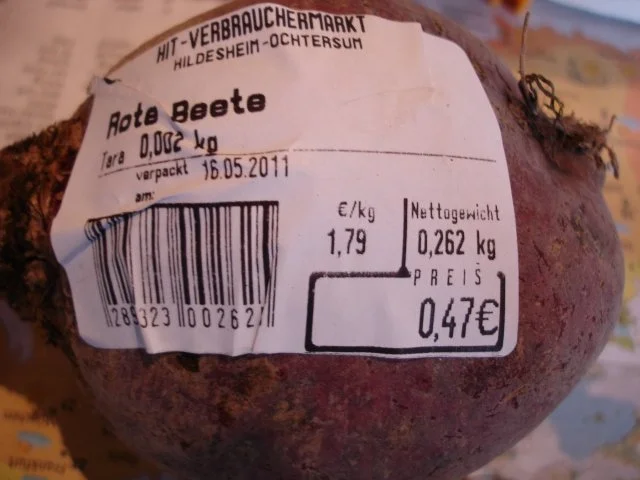 HIT-VERBRAUCHERMARKT
HILDESHEIM-OCHTERSUM
Rote Beete
Tara 0,002 kg
verpackt 16.05.2011
am:
€/kg Nettogewicht
1,79 0,262 kg
PREIS
0,47€